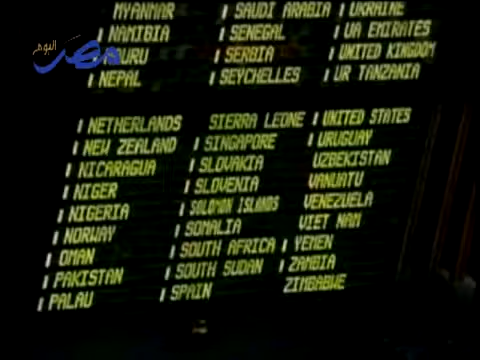 MYANMAR
NAMIBIA
NAURU
NEPAL
NETHERLANDS
NEW ZEALAND
NICARAGUA
NIGER
NIGERIA
NORWAY
OMAN
PAKISTAN
PALAU
SAUDI ARABIA
SENEGAL
SERBIA
SEYCHELLES
SIERRA LEONE
SINGAPORE
SLOVAKIA
SLOVENIA
SOLOMON ISLANDS
SOMALIA
SOUTH AFRICA
SOUTH SUDAN
SPAIN
UKRAINE
UA EMIRATES
UNITED KINGDOM
UR TANZANIA
UNITED STATES
URUGUAY
UZBEKISTAN
VANUATU
VENEZUELA
VIET NAM
YEMEN
ZAMBIA
ZIMBABWE
مصر اليوم